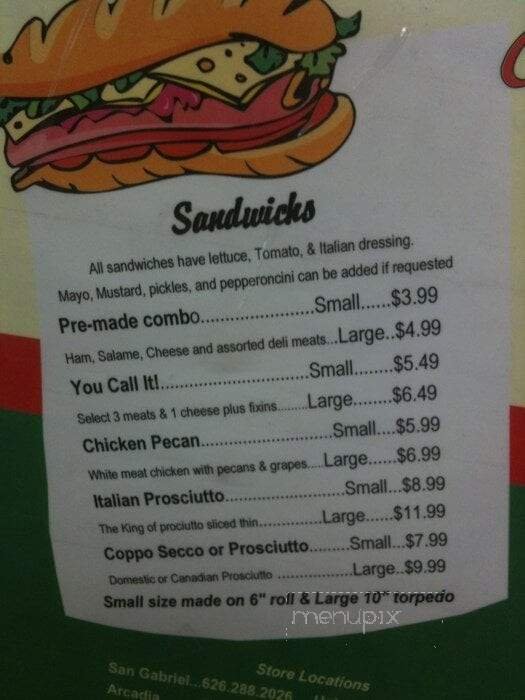 Sandwichs
All sandwiches have lettuce, Tomato, & Italian dressing.
Mayo, Mustard, pickles, and pepperoncini can be added if requested
Pre-made combo.......................Small......$3.99
Ham, Salame, Cheese and assorted deli meats...Large..$4.99
You Call It!..............................Small........$5.49
Select 3 meats & 1 cheese plus fixins.........Large........$6.49
Chicken Pecan..........................Small....$5.99
White meat chicken with pecans & grapes.....Large......$6.99
Italian Prosciutto........................Small...$8.99
The King of prociutto sliced thin................Large......$11.99
Coppo Secco or Prosciutto.........Small...$7.99
Domestic or Canadian Prosciutto ...................Large..$9.99
Small size made on 6" roll & Large 10" torpedo
menupix
Store Locations
San Gabriel...626.288.2026
Arcadia